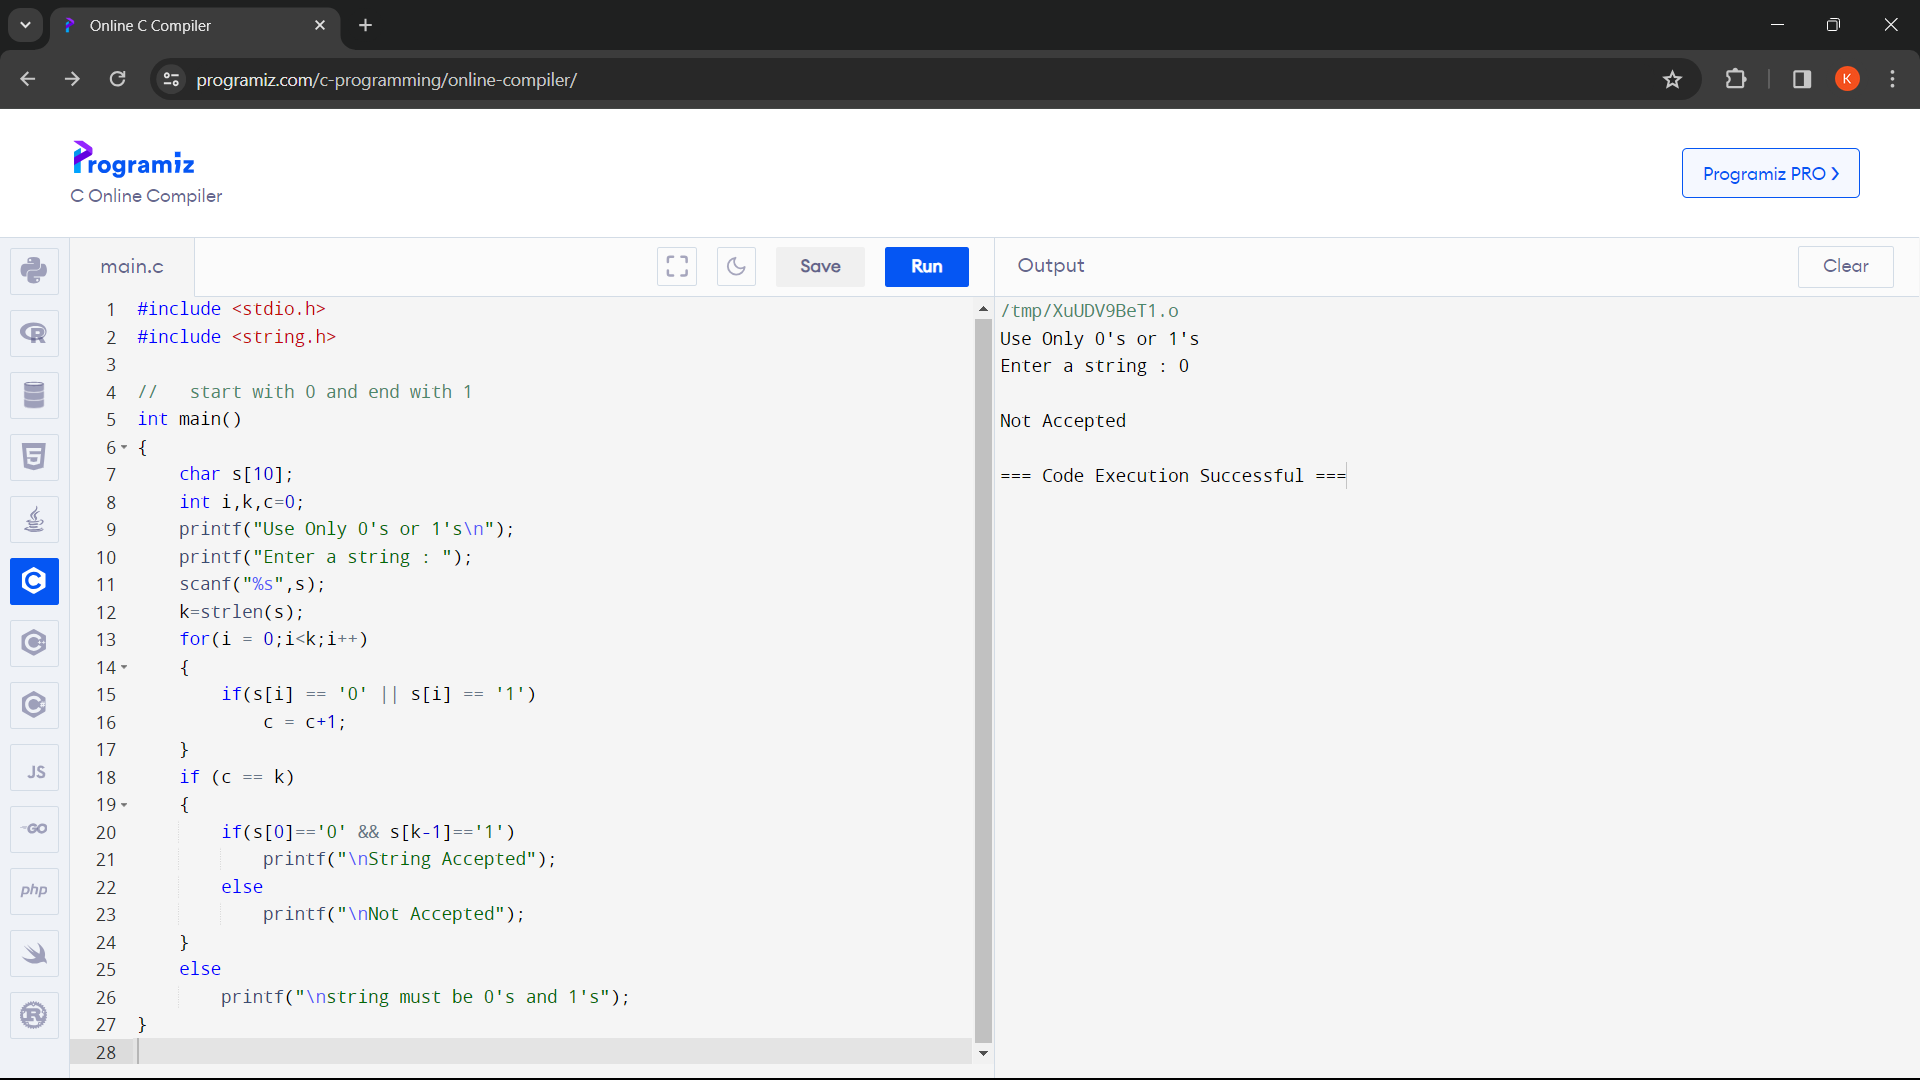 Online C Compiler
programiz.com/c-programming/online-compiler/
K
Programiz
C Online Compiler
Programiz PRO
main.c
Save
Run
Output
Clear
1 #include <stdio.h>
2 #include <string.h>
3
4 //   start with 0 and end with 1
5 int main()
6 {
7     char s[10];
8     int i,k,c=0;
9     printf("Use Only 0's or 1's\n");
10     printf("Enter a string : ");
11     scanf("%s",s);
12     k=strlen(s);
13     for(i = 0;i<k;i++)
14     {
15         if(s[i] == '0' || s[i] == '1')
16             c = c+1;
17     }
18     if (c == k)
19     {
20         if(s[0]=='0' && s[k-1]=='1')
21             printf("\nString Accepted");
22         else
23             printf("\nNot Accepted");
24     }
25     else
26         printf("\nstring must be 0's and 1's");
27 }
28
/tmp/XuUDV9BeT1.o
Use Only 0's or 1's
Enter a string : 0
Not Accepted
=== Code Execution Successful ===
R
5
C
C
C
JS
GO
php
R